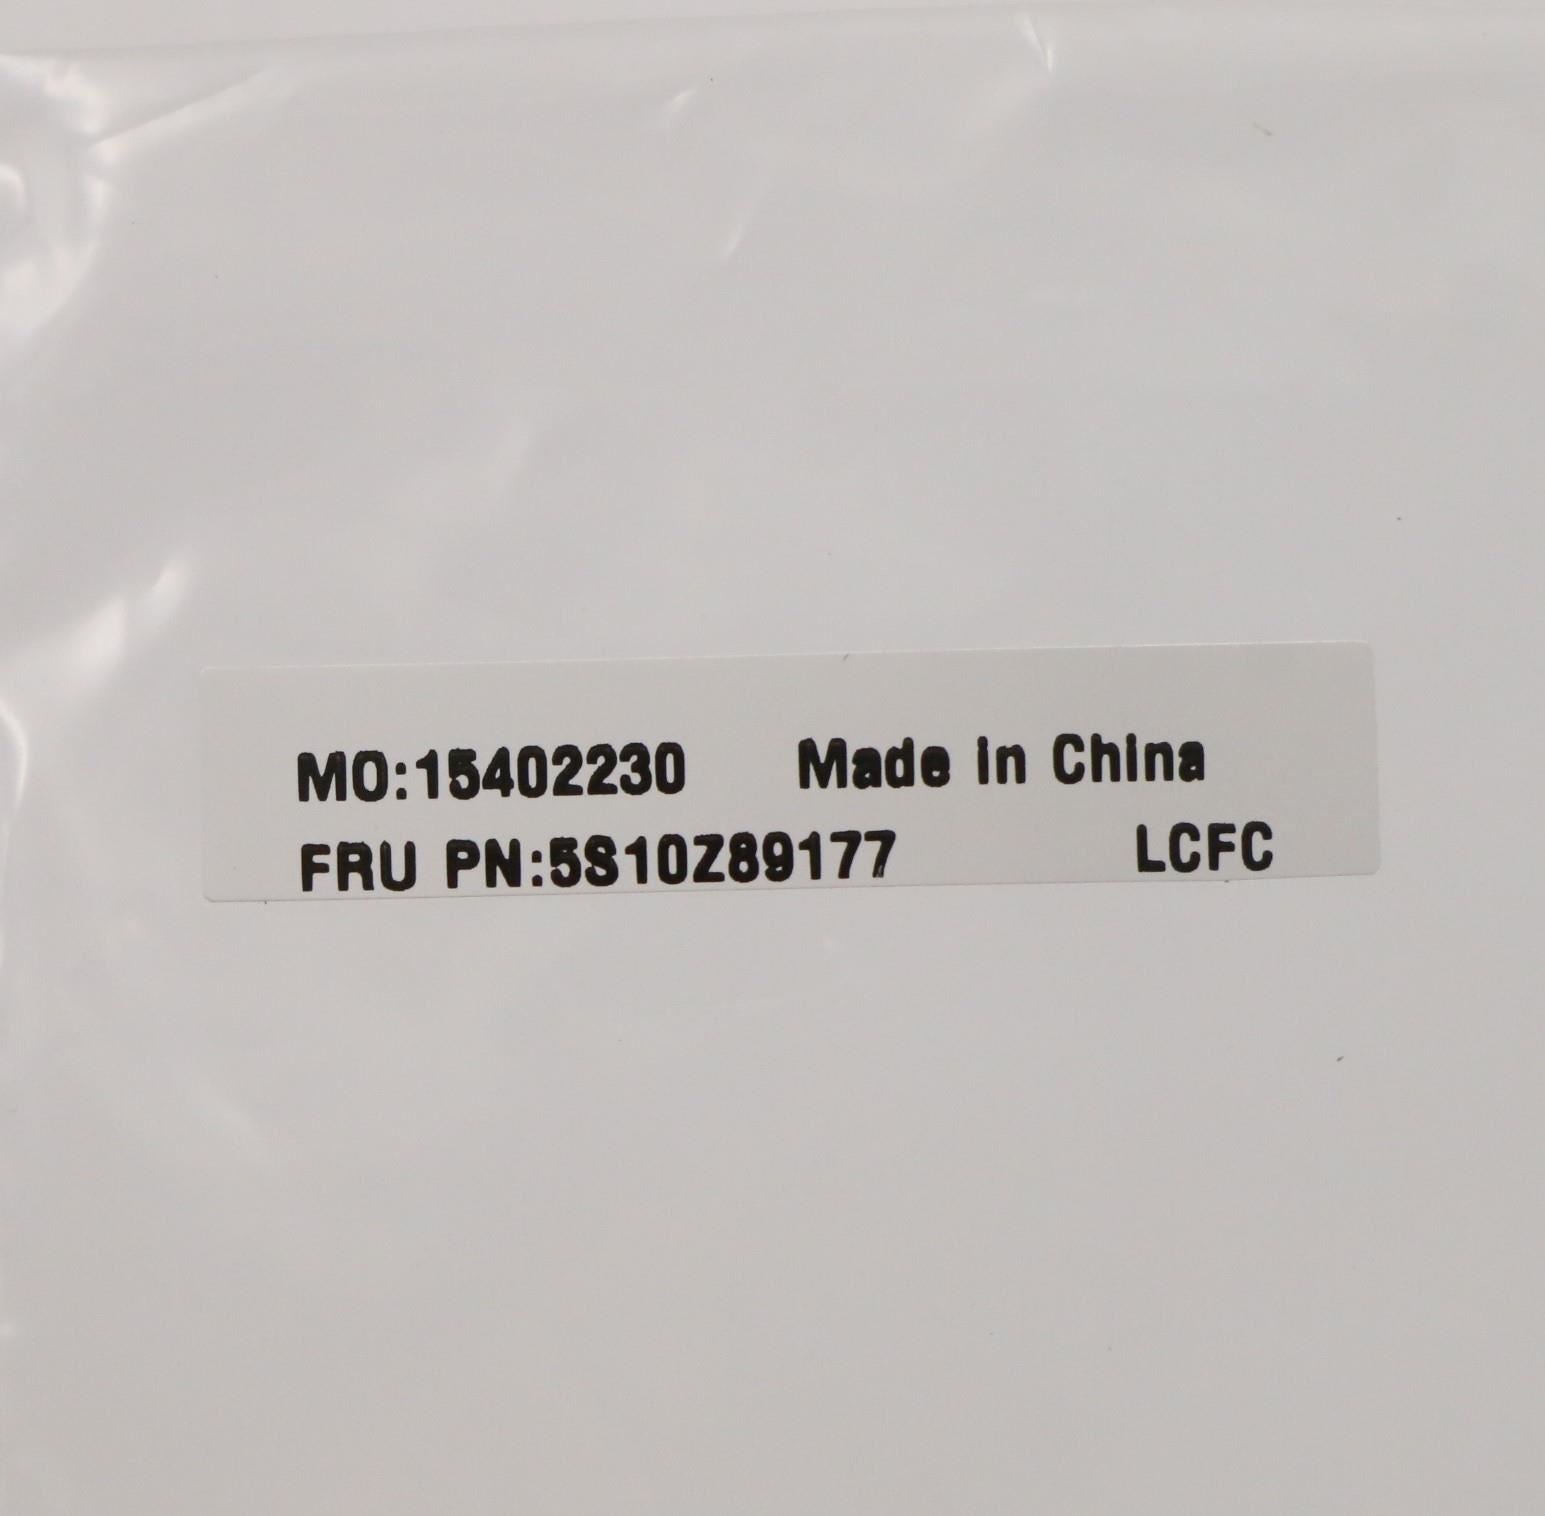 MO:15402230 Made in China
FRU PN:5S10Z89177 LCFC